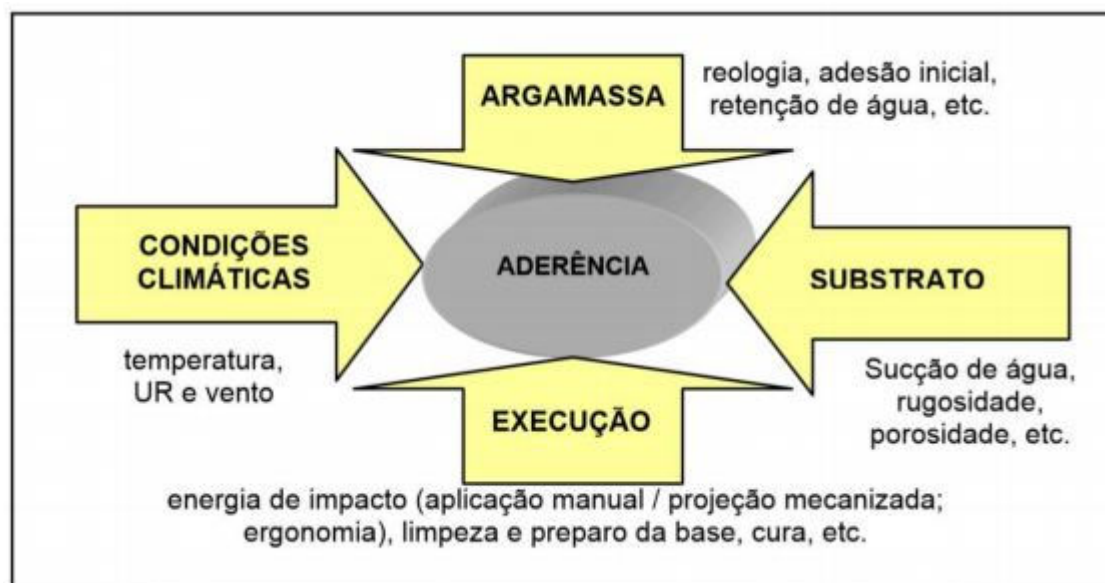 ARGAMASSA
reologia, adesão inicial,
retenção de água, etc.
CONDIÇÕES
CLIMÁTICAS
temperatura,
UR e vento
ADERÊNCIA
SUBSTRATO
Sucção de água,
rugosidade,
porosidade, etc.
EXECUÇÃO
energia de impacto (aplicação manual / projeção mecanizada;
ergonomia), limpeza e preparo da base, cura, etc.